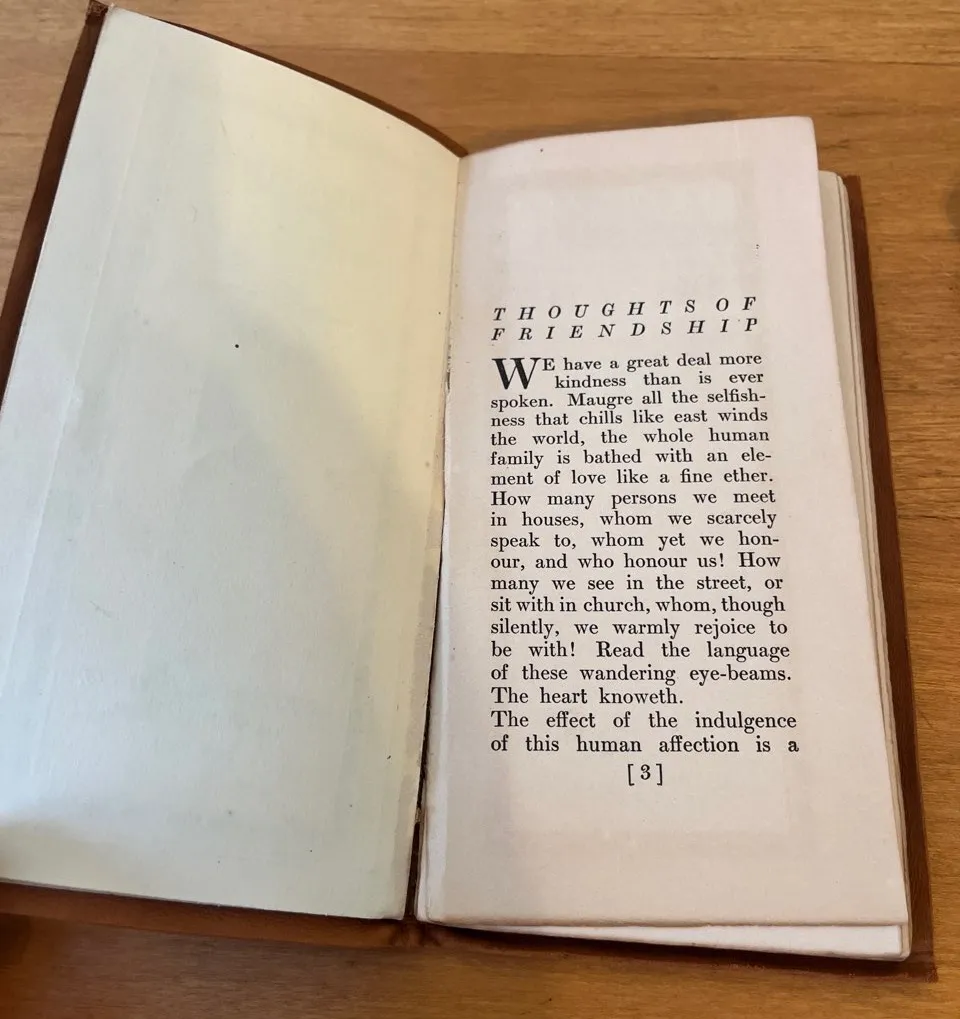 THOUGHTS OF
FRIENDSHIP
WE have a great deal more
kindness than is ever
spoken. Maugre all the selfish-
ness that chills like east winds
the world, the whole human
family is bathed with an ele-
ment of love like a fine ether.
How many persons we meet
in houses, whom we scarcely
speak to, whom yet we hon-
our, and who honour us! How
many we see in the street, or
sit with in church, whom, though
silently, we warmly rejoice to
be with! Read the language
of these wandering eye-beams.
The heart knoweth.
The effect of the indulgence
of this human affection is a
[3]